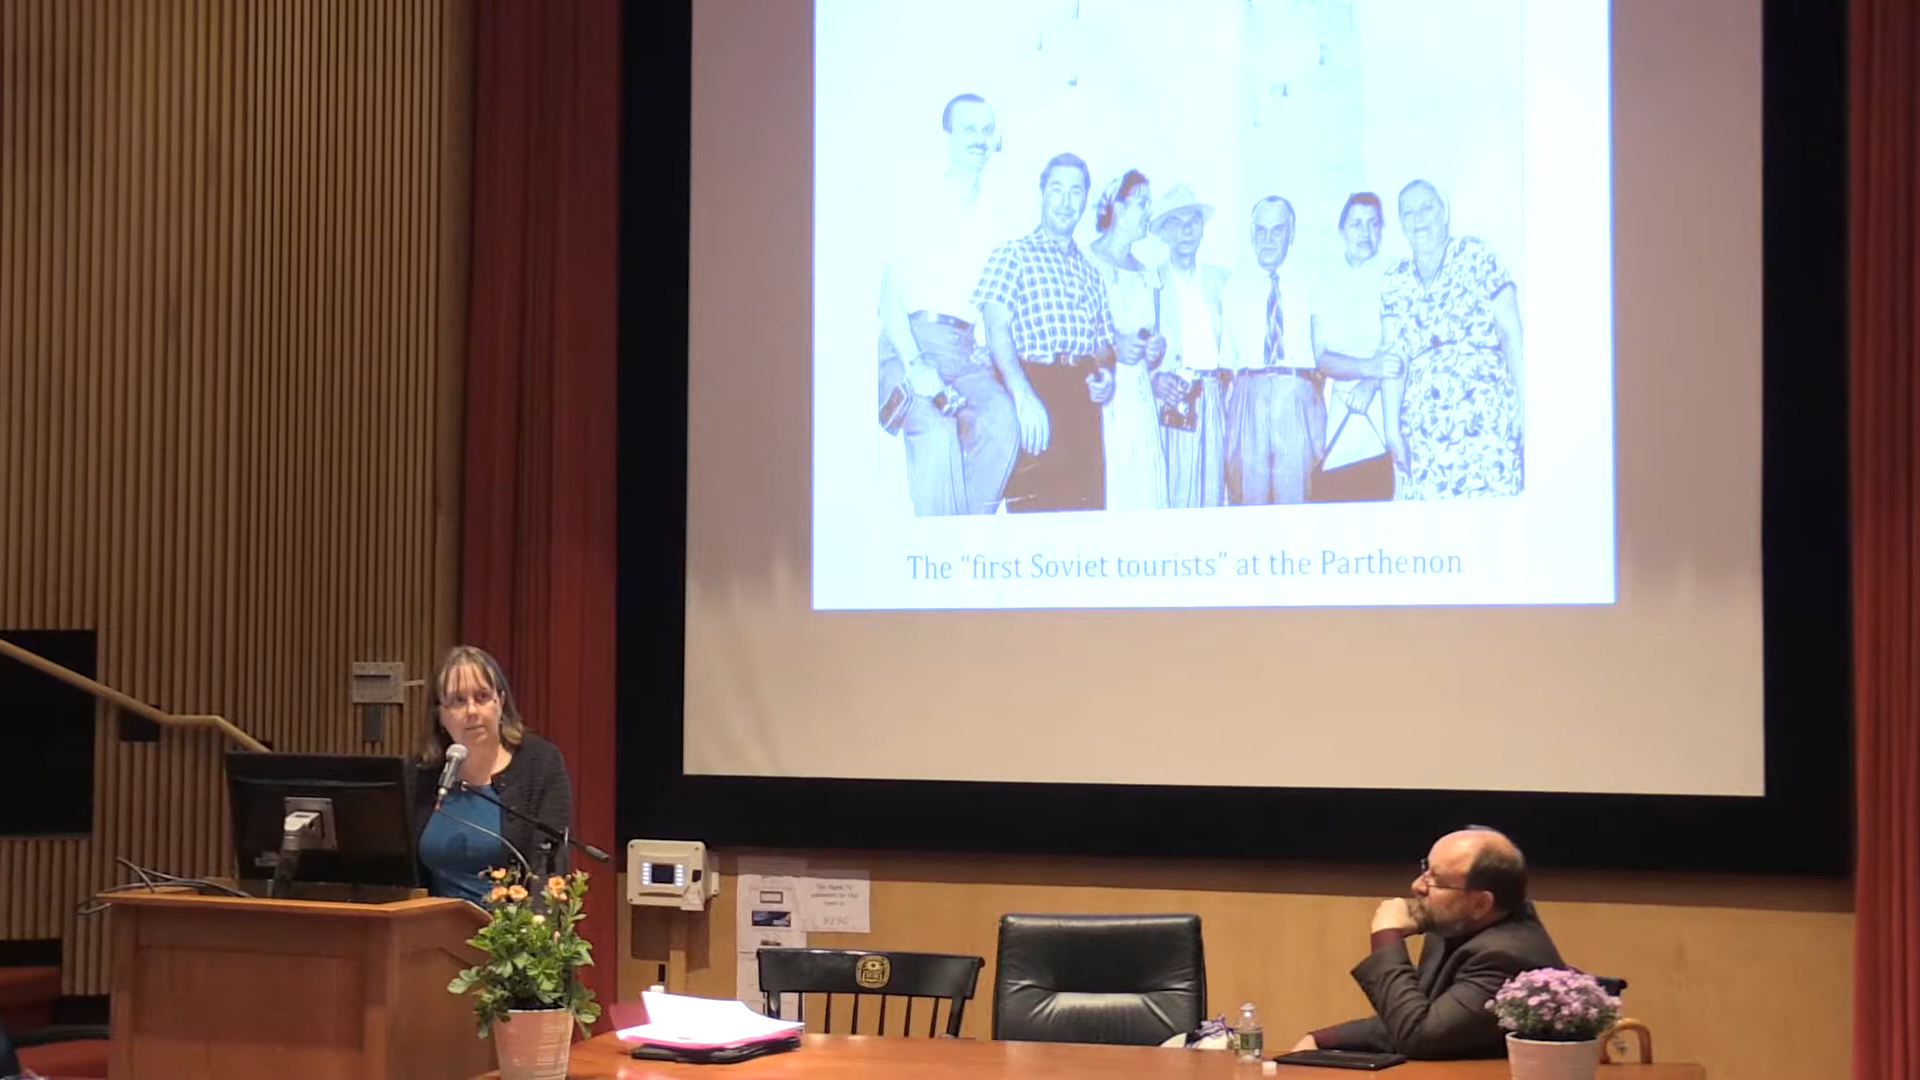 The “first Soviet tourists” at the Parthenon